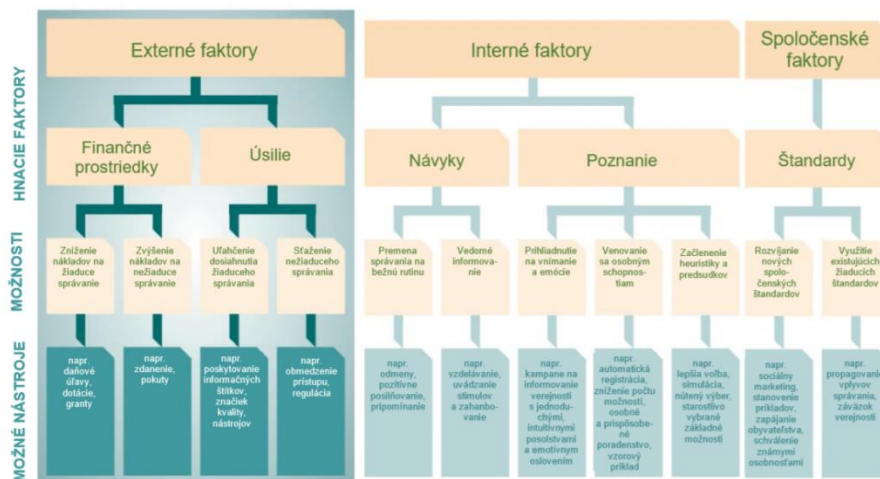 Externé faktory
Interné faktory
Spoločenské
faktory
HNACIE FAKTORY
Finančné
prostriedky
Úsilie
Návyky
Poznanie
Štandardy
MOŽNOSTI
Zníženie
nákladov na
žiaduce
správanie
Zvýšenie
nákladov na
nežiaduce
správanie
Uľahčenie
dosiahnutia
žiaduceho
správania
Sťaženie
nežiaduceho
správania
Premena
správania na
bežnú rutinu
Vedomé
informova-
nie
Prihliadnutie
na vnímanie
a emócie
Venovanie
sa osobným
schopnos-
tiam
Začlenenie
heuristiky a
predsudkov
Rozvíjanie
nových
spolo-
čenských
štandardov
Využitie
existujúcich
žiaducich
štandardov
MOŽNÉ NÁSTROJE
napr.
daňové
úľavy,
dotácie,
granty
napr.
zdanenie,
pokuty
napr.
poskytovanie
informačných
štítkov,
značiek
kvality,
nástrojov
napr.
obmedzenie
prístupu,
regulácia
napr.
odmeny,
pozitívne
posilňovanie,
pripomínanie
napr.
vzdelávanie,
uvádzanie
stimulov
a zahanbo-
vanie
napr.
kampane na
informovanie
verejnosti
s jednodu-
chými,
intuitívnymi
posolstvami
a emotívnym
oslovením
napr.
automatická
registrácia,
zníženie počtu
možností,
osobné
a prispôsobe-
né
poradenstvo,
vzorový
príklad
napr.
lepšia voľba,
simulácia,
nútený výber,
starostlivo
vybrané
základné
možnosti
napr.
sociálny
marketing,
stanovenie
príkladov,
zapájanie
obyvateľstva,
schválenie
známymi
osobnosťami
napr.
propagovanie
vplyvov
správania,
záväzok
verejnosti